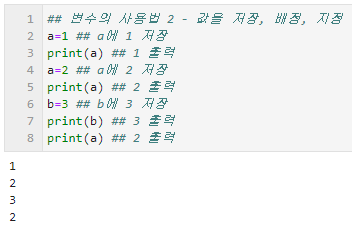 1 ## 변수의 사용법 2 - 값을 저장, 배정, 지정
2 a=1 ## a에 1 저장
3 print(a) ## 1 출력
4 a=2 ## a에 2 저장
5 print(a) ## 2 출력
6 b=3 ## b에 3 저장
7 print(b) ## 3 출력
8 print(a) ## 2 출력
1
2
3
2